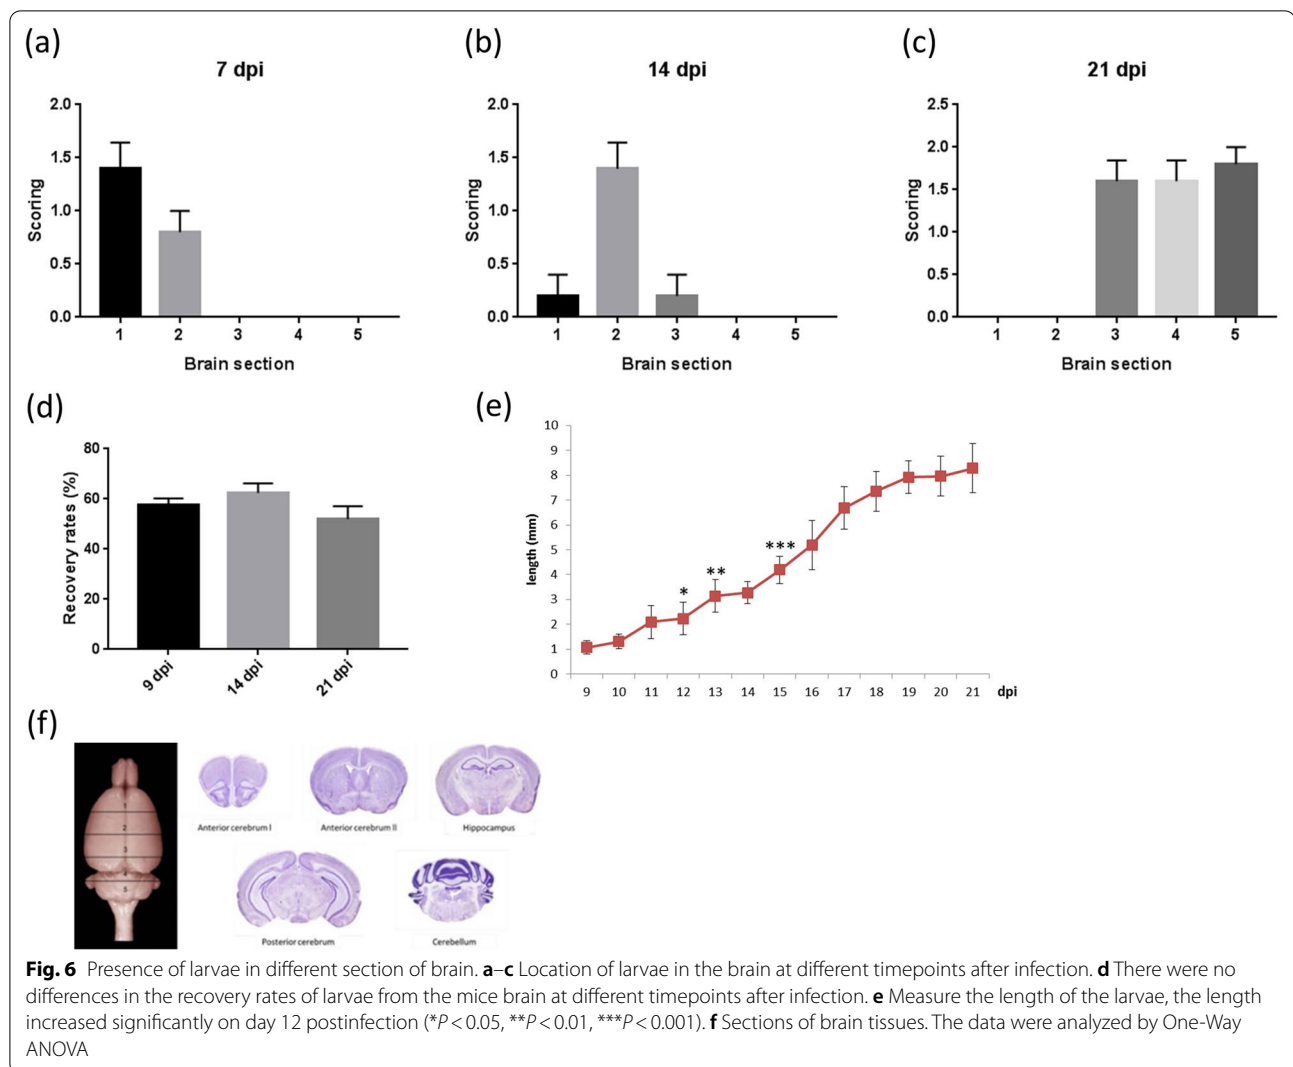 (a)
7 dpi
2.0
1.5
1.0
0.5
0.0
Scoring
1 2 3 4 5
Brain section
(b)
14 dpi
2.0
1.5
1.0
0.5
0.0
Scoring
1 2 3 4 5
Brain section
(c)
21 dpi
2.5
2.0
1.5
1.0
0.5
0.0
Scoring
1 2 3 4 5
Brain section
(d)
80
60
40
20
0
Recovery rates (%)
9 dpi 14 dpi 21 dpi
(e)
10
9
8
7
6
5
4
3
2
1
0
length (mm)
* ** ***
9 10 11 12 13 14 15 16 17 18 19 20 21 dpi
(f)
1
2
3
4
5
Anterior cerebrum I Anterior cerebrum II Hippocampus
Posterior cerebrum Cerebellum
Fig. 6 Presence of larvae in different section of brain. a–c Location of larvae in the brain at different timepoints after infection. d There were no
differences in the recovery rates of larvae from the mice brain at different timepoints after infection. e Measure the length of the larvae, the length
increased significantly on day 12 postinfection (*P < 0.05, **P < 0.01, ***P < 0.001). f Sections of brain tissues. The data were analyzed by One-Way
ANOVA